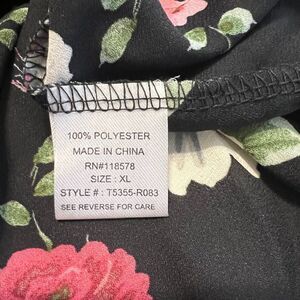 100% POLYESTER
MADE IN CHINA
RN#118578
SIZE : XL
STYLE # : T5355-R083
SEE REVERSE FOR CARE